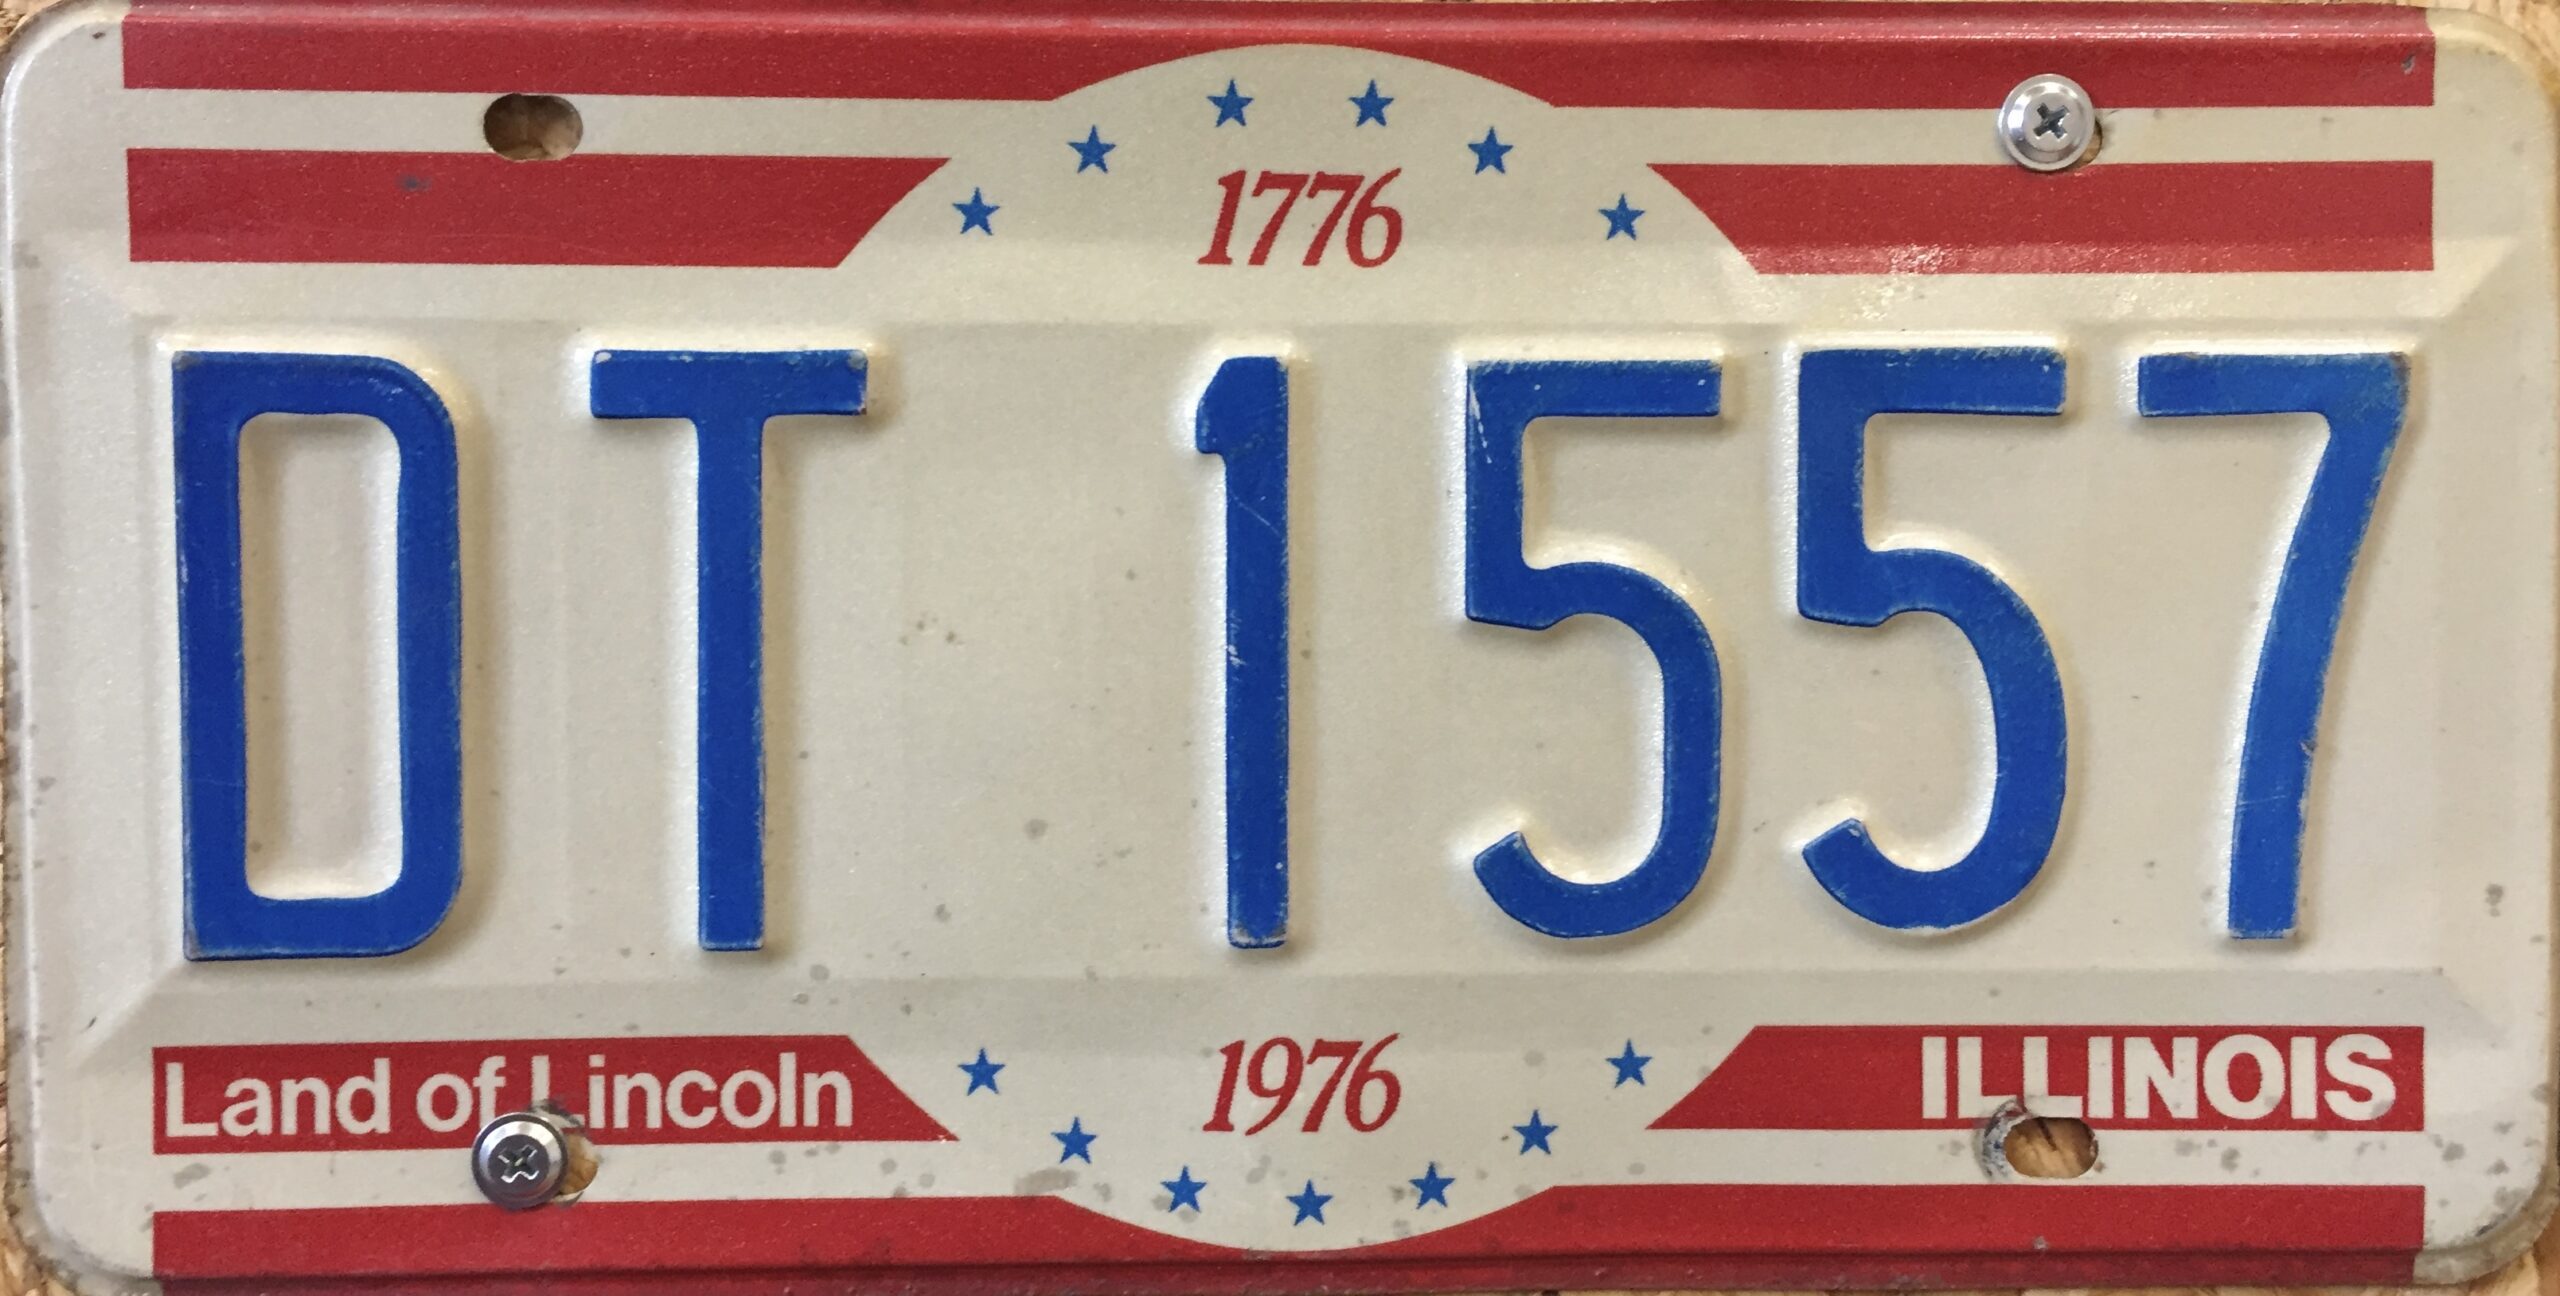 1776
DT 1557
1976
Land of Lincoln
ILLINOIS